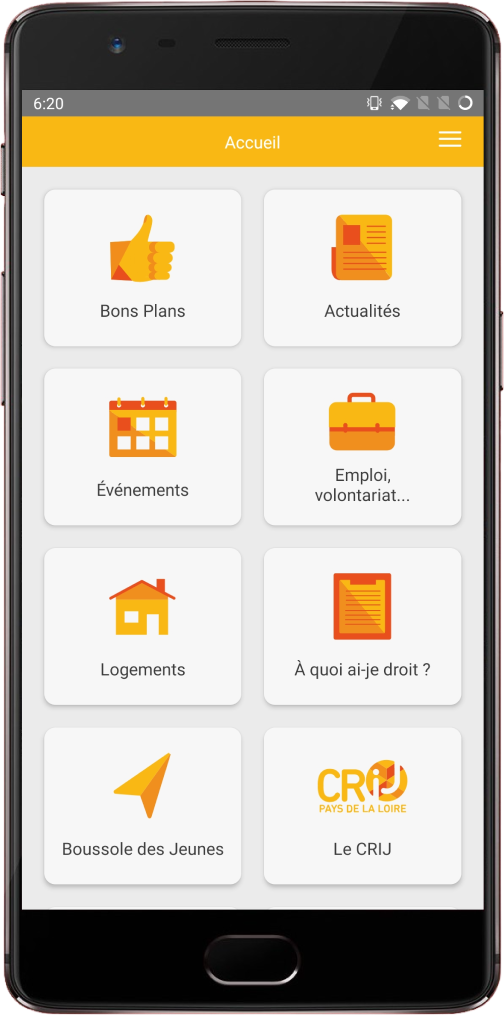 6:20
Accueil
Bons Plans
Actualités
Événements
Emploi,
volontariat...
Logements
À quoi ai-je droit ?
CRIJ
PAYS DE LA LOIRE
Boussole des Jeunes
Le CRIJ